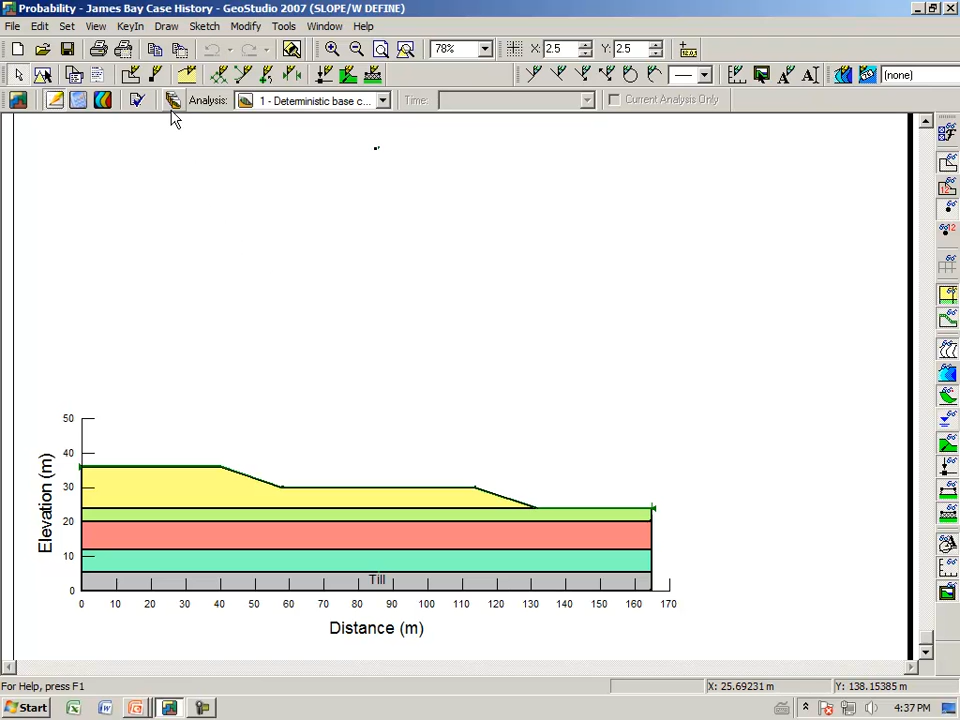 Probability - James Bay Case History - GeoStudio 2007 (SLOPE/W DEFINE)
File Edit Set View KeyIn Draw Sketch Modify Tools Window Help
78% X: 2.5 Y: 2.5
(none)
Analysis: 1 - Deterministic base c... Time: Current Analysis Only
50
40
30
20
10
0
Elevation (m)
Till
0 10 20 30 40 50 60 70 80 90 100 110 120 130 140 150 160 170
Distance (m)
For Help, press F1 X: 25.69231 m Y: 138.15385 m
Start 4:37 PM